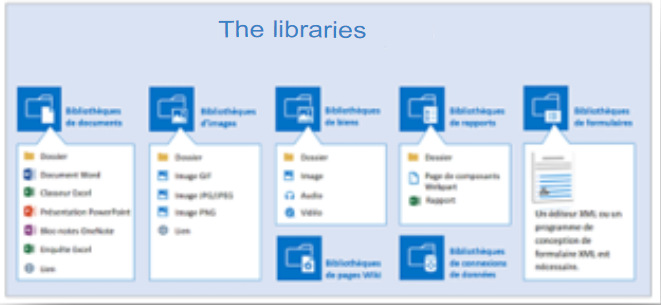 The libraries
Bibliothèques
de documents
Dossier
Document Word
Classeur Excel
Présentation PowerPoint
Bloc-notes OneNote
Enquête Excel
Lien
Bibliothèques
d'images
Dossier
Image GIF
Image JPG/JPEG
Image PNG
Lien
Bibliothèques
de biens
Dossier
Image
Audio
Vidéo
Bibliothèques
de pages Wiki
Bibliothèques
de rapports
Dossier
Page de composants
Webpart
Rapport
Bibliothèques
de connexions
de données
Bibliothèques
de formulaires
Un éditeur XML ou un
programme de
conception de
formulaire XML est
nécessaire.